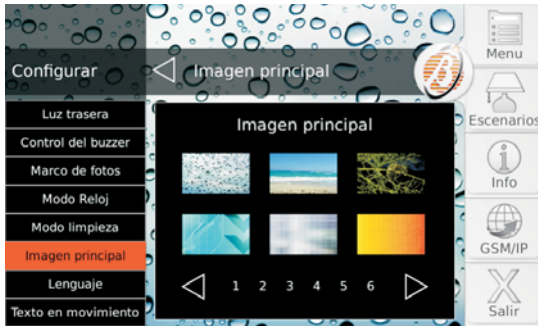 Configurar
Imagen principal
Luz trasera
Control del buzzer
Marco de fotos
Modo Reloj
Modo limpieza
Imagen principal
Lenguaje
Texto en movimiento
Imagen principal
1 2 3 4 5 6
Menu
Escenarios
Info
GSM/IP
Salir